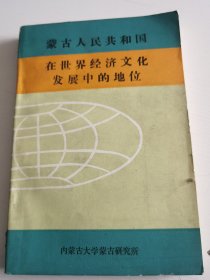 蒙古人民共和国
在世界经济文化
发展中的地位
内蒙古大学蒙古研究所